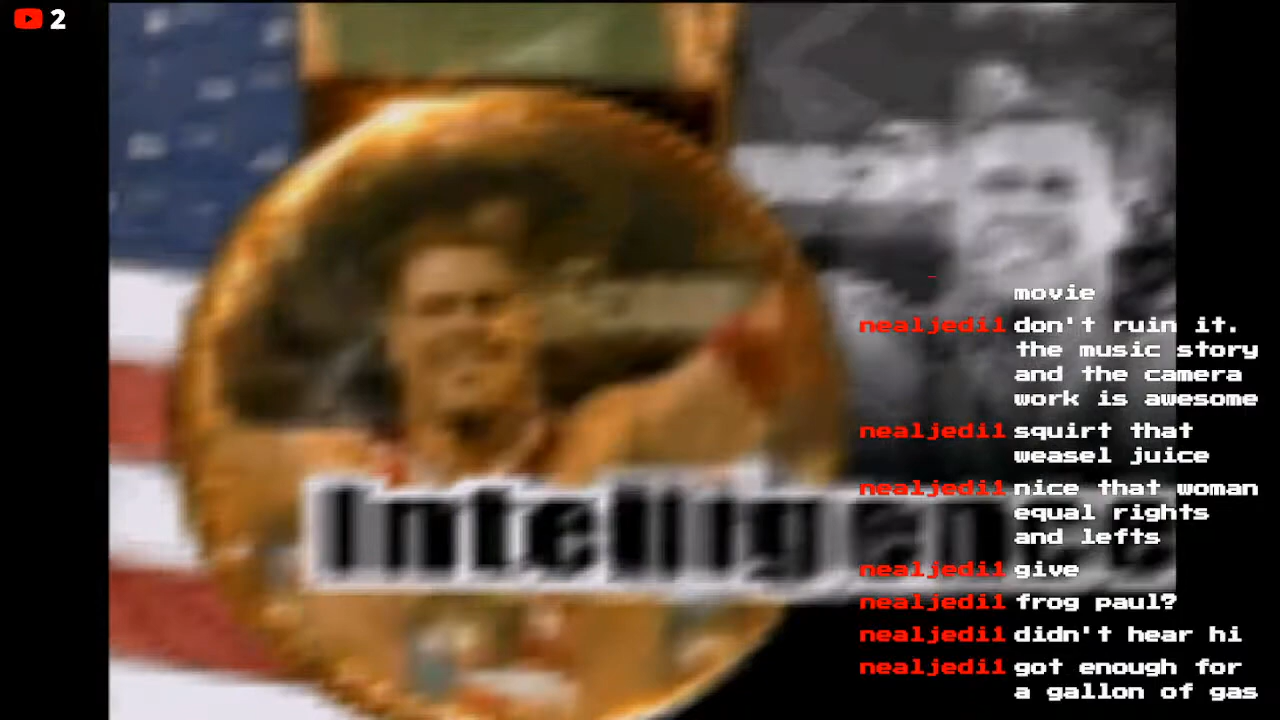 2
movie
nealjedi1 don't ruin it.
the music story
and the camera
work is awesome
nealjedi1 squirt that
weasel juice
nealjedi1 nice that woman
equal rights
and lefts
Intelligence
nealjedi1 give
nealjedi1 frog paul?
nealjedi1 didn't hear hi
nealjedi1 got enough for
a gallon of gas